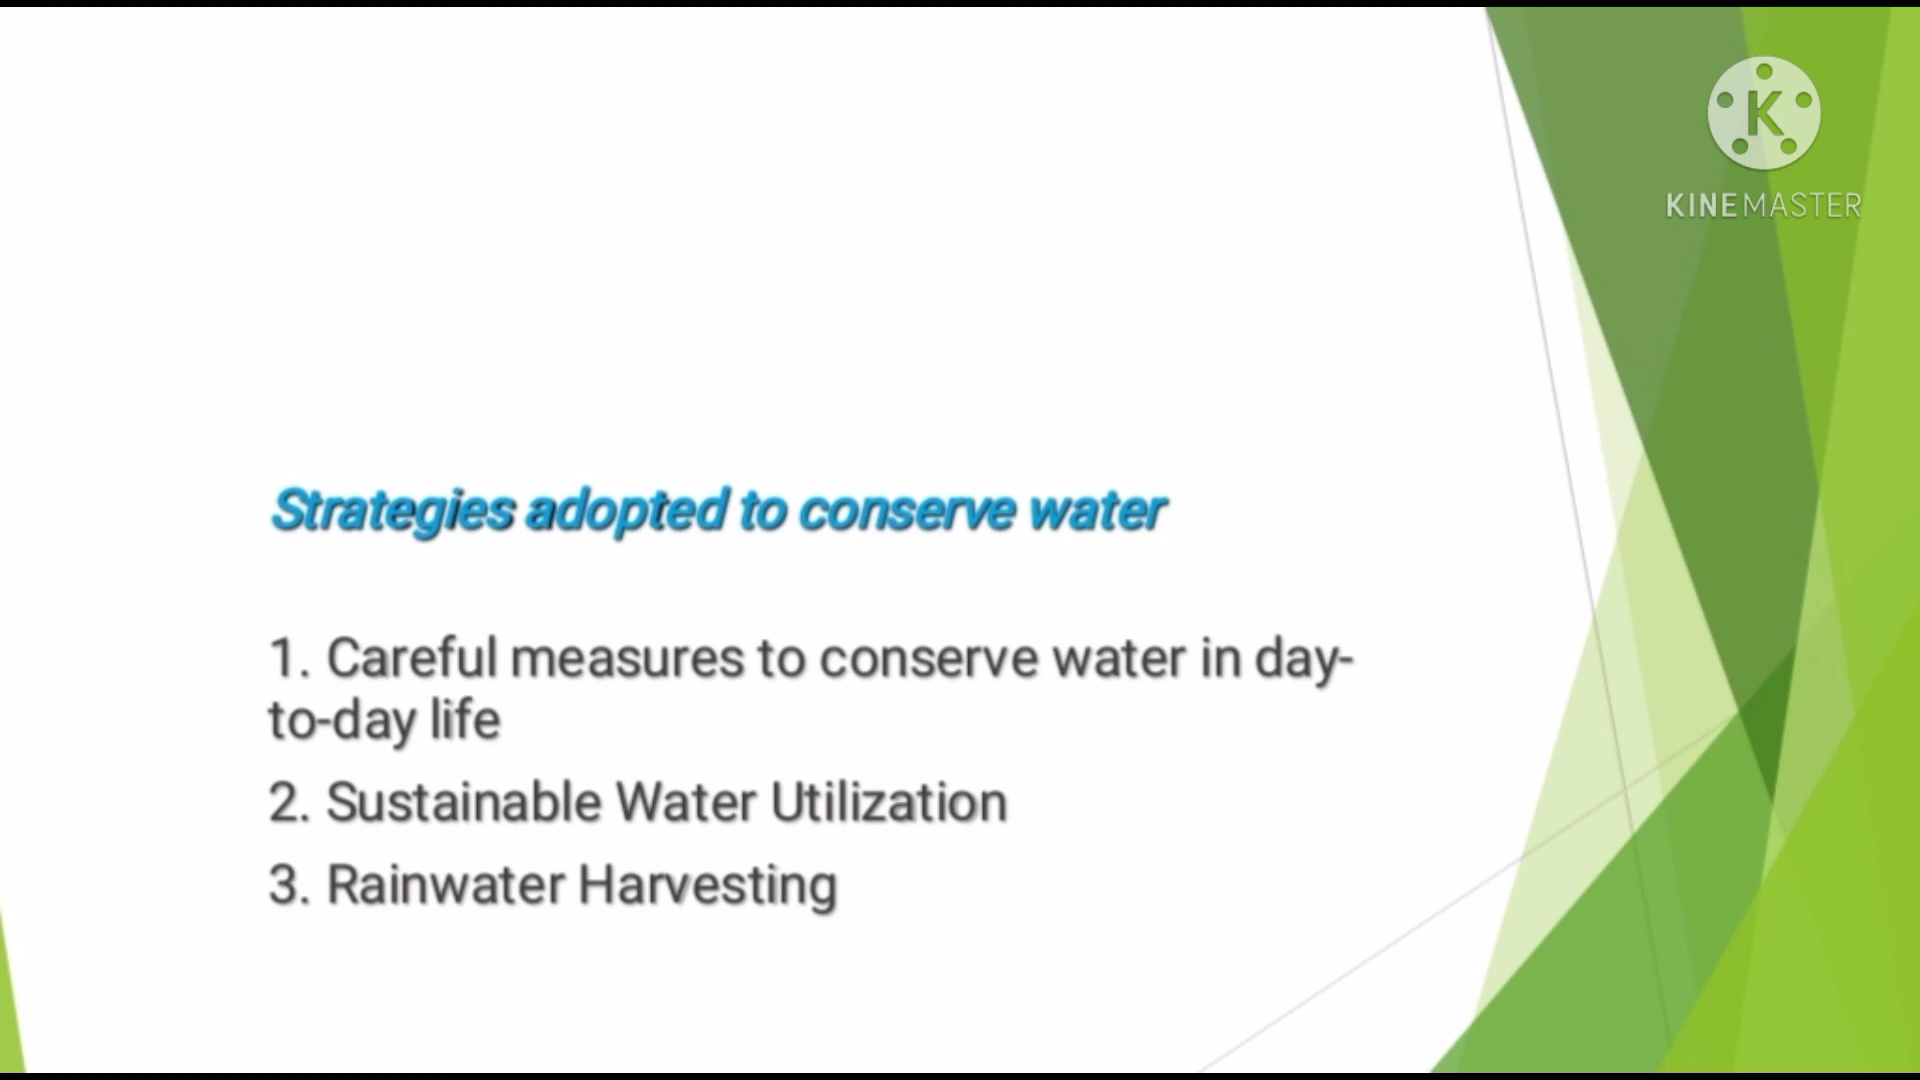 K
KINEMASTER
Strategies adopted to conserve water
1. Careful measures to conserve water in day-
to-day life
2. Sustainable Water Utilization
3. Rainwater Harvesting